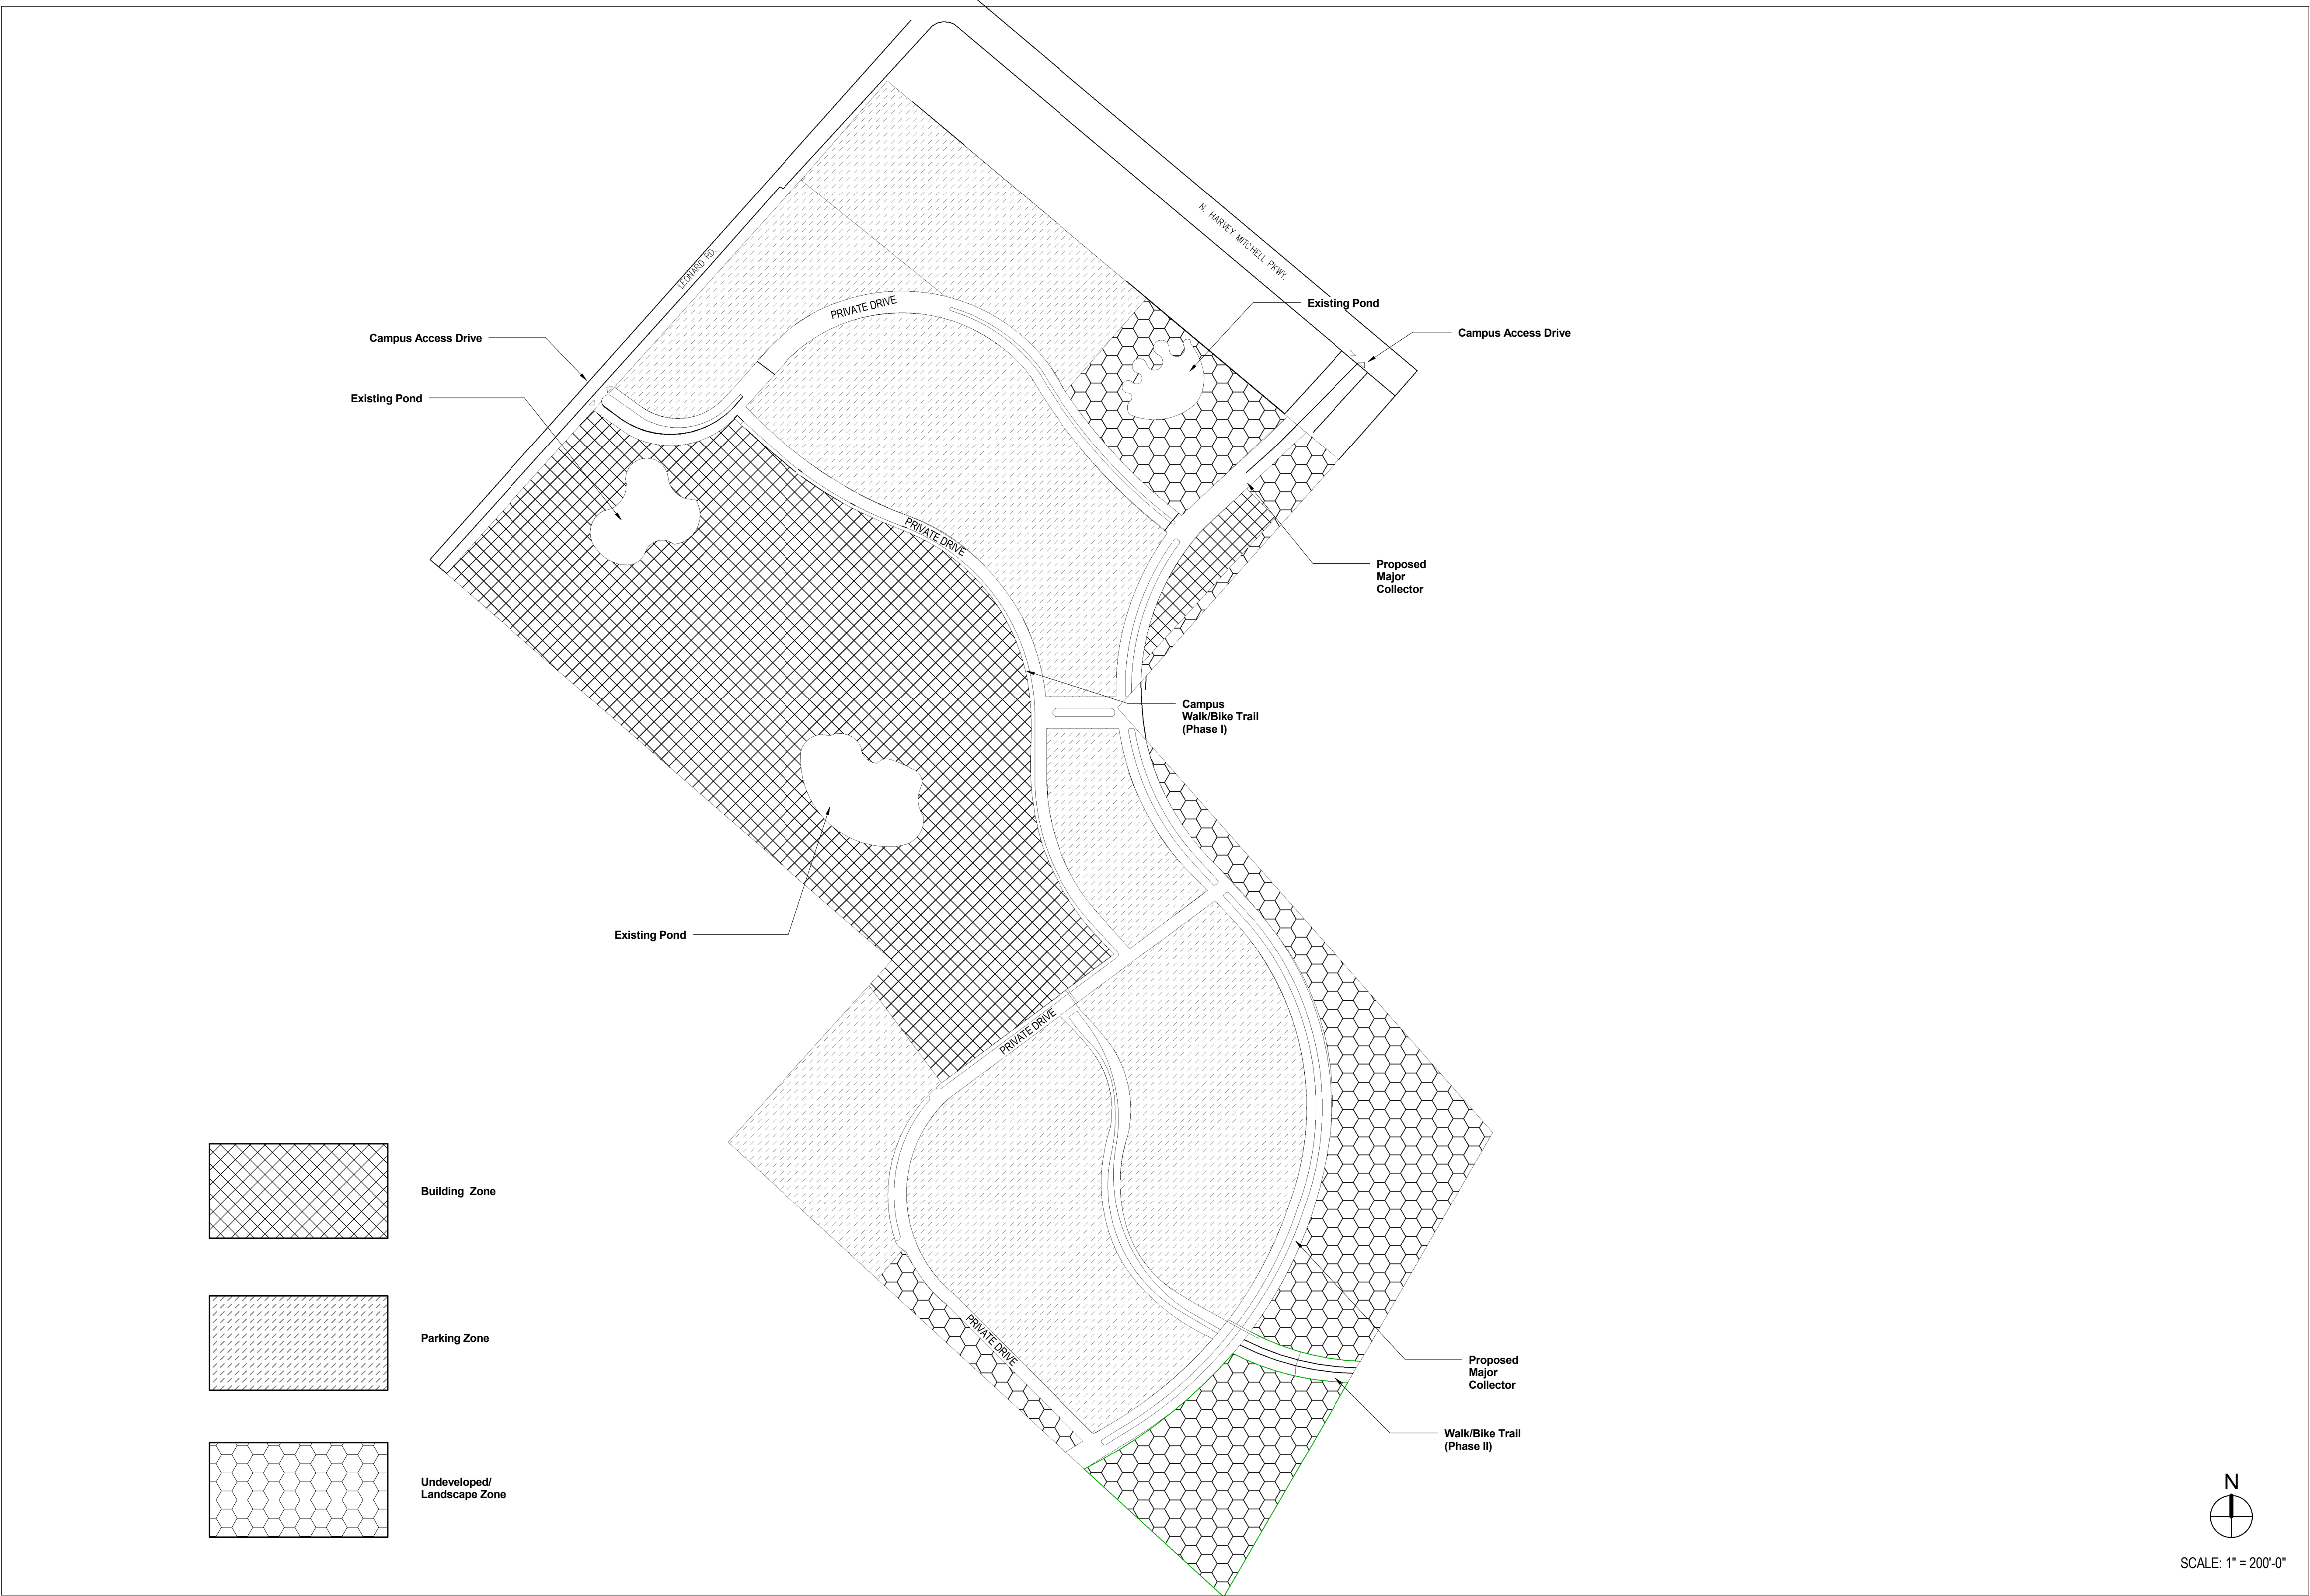 N. HARVEY MITCHELL PKWY.
LEONARD RD.
PRIVATE DRIVE
Existing Pond
Campus Access Drive
Campus Access Drive
Existing Pond
PRIVATE DRIVE
Proposed
Major
Collector
Campus
Walk/Bike Trail
(Phase I)
Existing Pond
PRIVATE DRIVE
Building Zone
PRIVATE DRIVE
Parking Zone
Proposed
Major
Collector
Walk/Bike Trail
(Phase II)
Undeveloped/
Landscape Zone
N
SCALE: 1" = 200'-0"